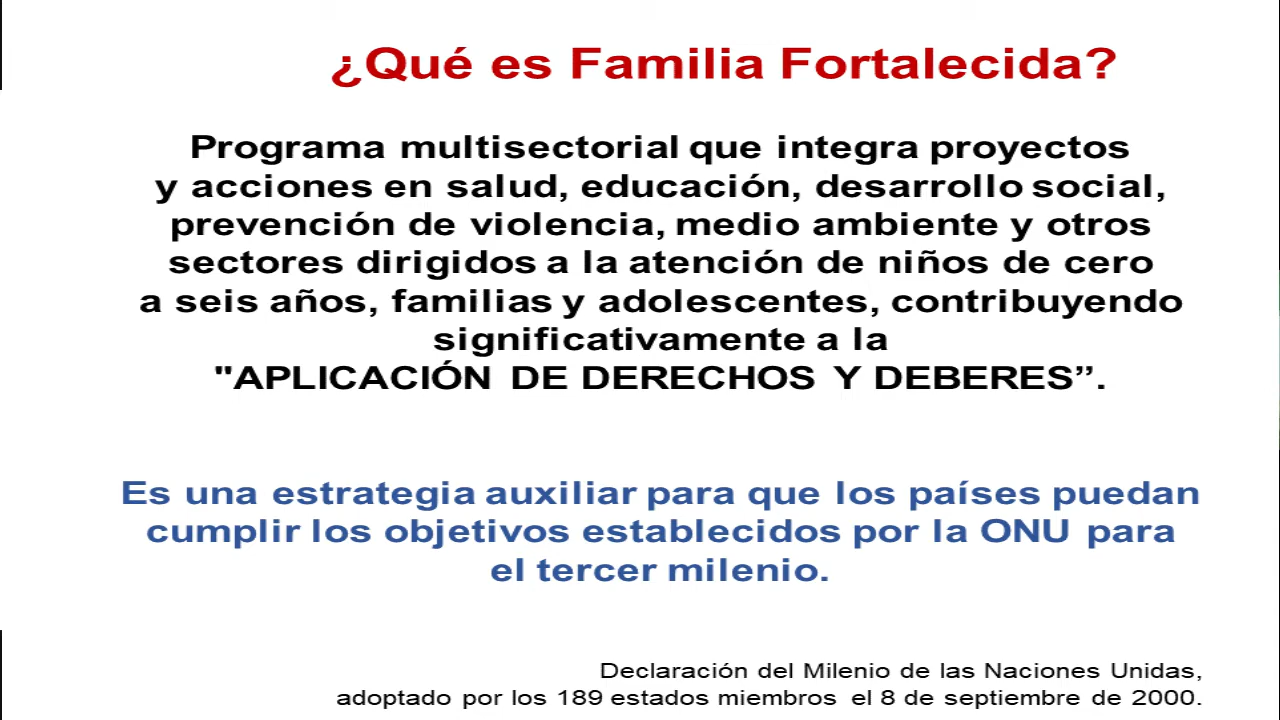 ¿Qué es Familia Fortalecida?
Programa multisectorial que integra proyectos
y acciones en salud, educación, desarrollo social,
prevención de violencia, medio ambiente y otros
sectores dirigidos a la atención de niños de cero
a seis años, familias y adolescentes, contribuyendo
significativamente a la
"APLICACIÓN DE DERECHOS Y DEBERES”.
Es una estrategia auxiliar para que los países puedan
cumplir los objetivos establecidos por la ONU para
el tercer milenio.
Declaración del Milenio de las Naciones Unidas,
adoptado por los 189 estados miembros el 8 de septiembre de 2000.